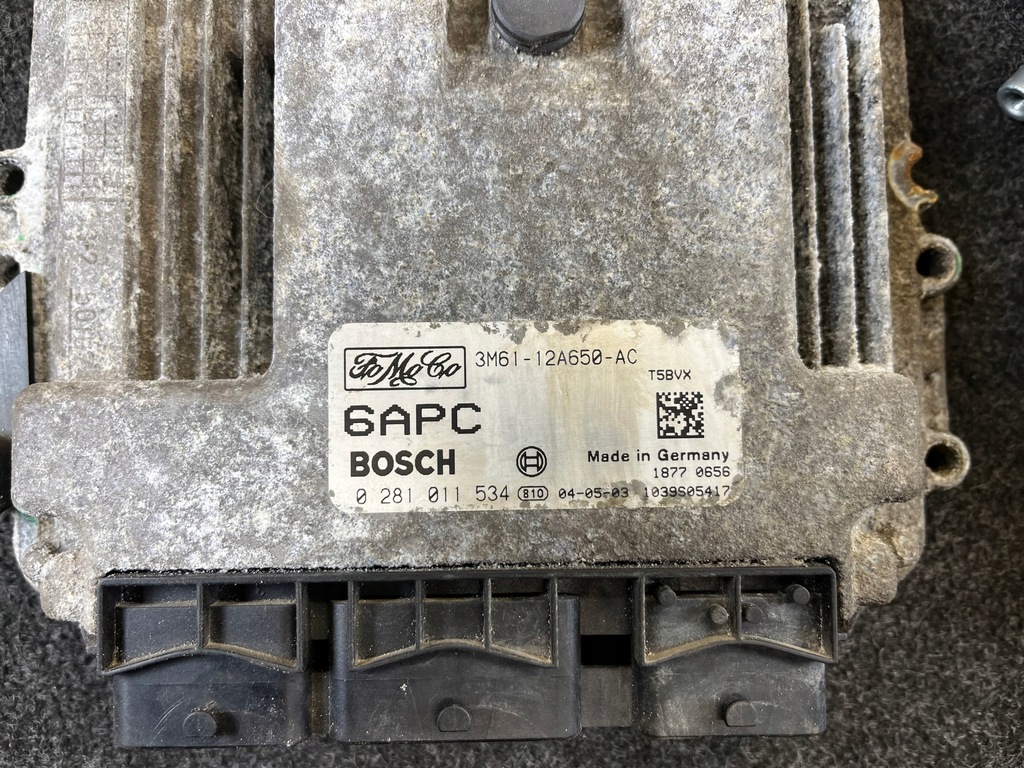 FoMoCo 3M61-12A650-AC
T5BVX
6APC
BOSCH Made in Germany
1877 0656
0 281 011 534 810 04-05-03 1039S05417